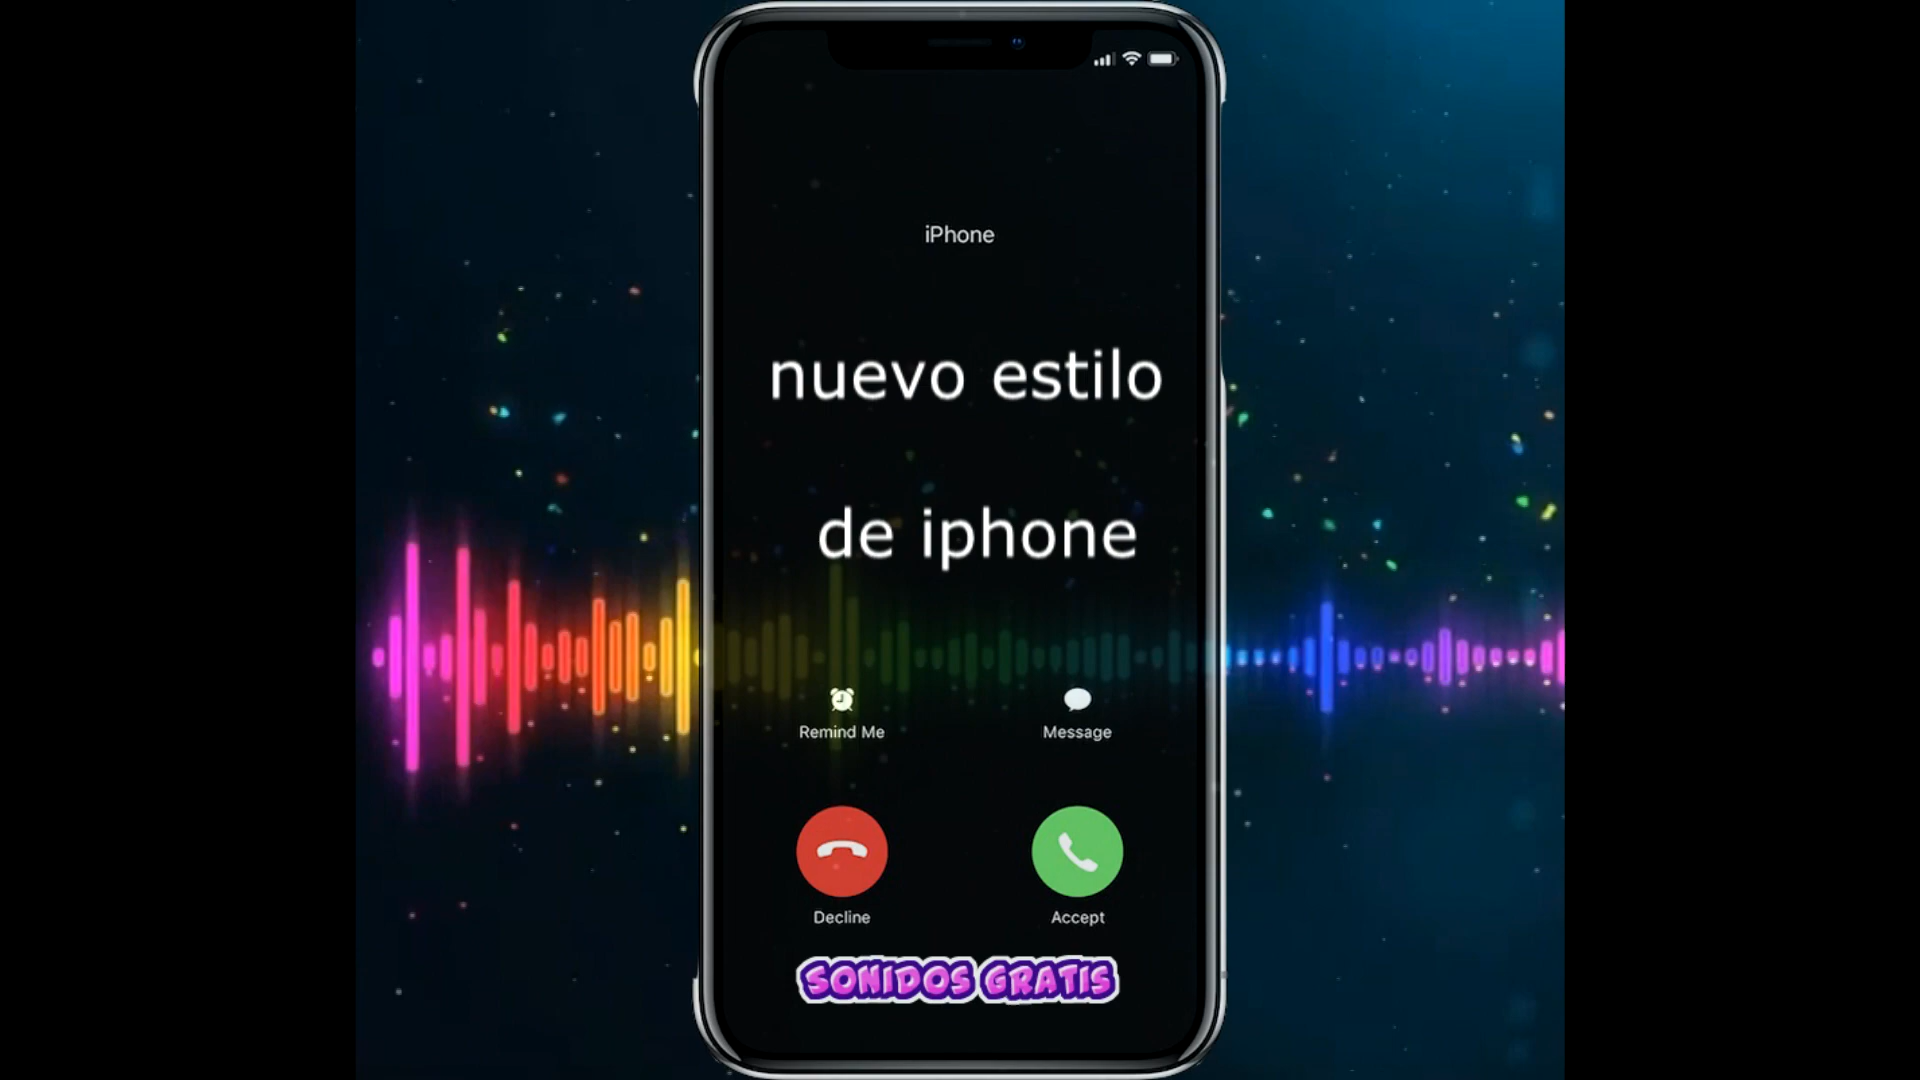 iPhone
nuevo estilo
de iphone
Remind Me
Message
Decline
Accept
SONIDOS GRATIS